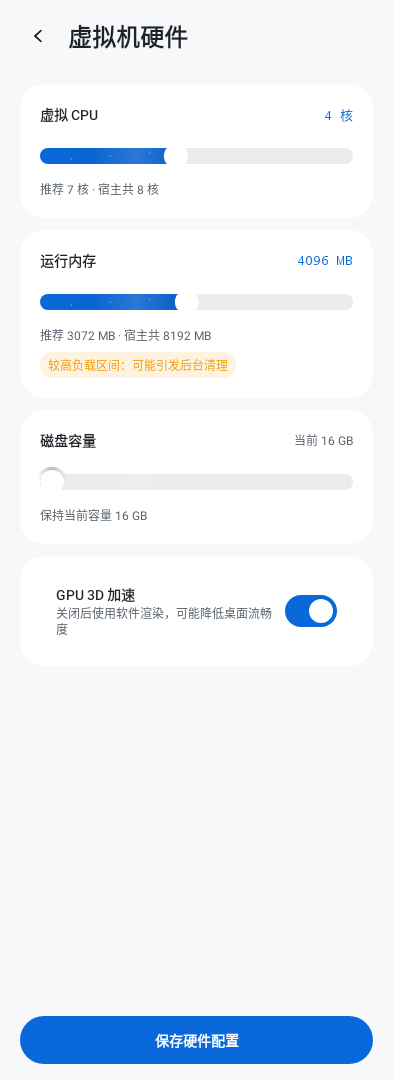 虚拟机硬件
虚拟 CPU
4 核
推荐 7 核 · 宿主共 8 核
运行内存
4096 MB
推荐 3072 MB · 宿主共 8192 MB
较高负载区间：可能引发后台清理
磁盘容量
当前 16 GB
保持当前容量 16 GB
GPU 3D 加速
关闭后使用软件渲染，可能降低桌面流畅
度
保存硬件配置